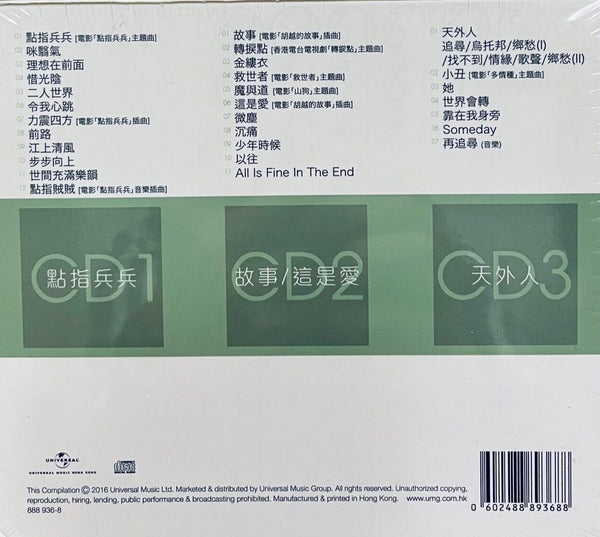 01 點指兵兵 [電影「點指兵兵」主題曲]
02 咪翳氣
03 理想在前面
04 惜光陰
05 二人世界
06 令我心跳
07 力震四方 [電影「點指兵兵」插曲]
08 前路
09 江上清風
10 步步向上
11 世間充滿樂韻
12 點指賊賊 [電影「點指兵兵」音樂插曲]
01 故事 [電影「胡越的故事」插曲]
02 轉捩點 [香港電台電視劇「轉捩點」主題曲]
03 金縷衣
04 救世者 [電影「救世者」主題曲]
05 魔與道 [電影「山狗」主題曲]
06 這是愛 [電影「胡越的故事」插曲]
07 微塵
08 沉痛
09 少年時候
10 以往
11 All Is Fine In The End
01 天外人
追尋/烏托邦/鄉愁(I)
/找不到/情緣/歌聲/鄉愁(II)
02 小丑 [電影「多情種」主題曲]
03 她
04 世界會轉
05 靠在我身旁
06 Someday
07 再追尋 (音樂)
CD1 點指兵兵
CD2 故事/這是愛
CD3 天外人
UNIVERSAL
UNIVERSAL MUSIC HONG KONG
COMPACT disc DIGITAL AUDIO
This Compilation © 2016 Universal Music Ltd. Marketed & distributed by Universal Music Group. All rights reserved. Unauthorized copying,
reproduction, hiring, lending, public performance & broadcasting prohibited. Manufactured & printed in Hong Kong. www.umg.com.hk
888 936-8
0 602488 893688